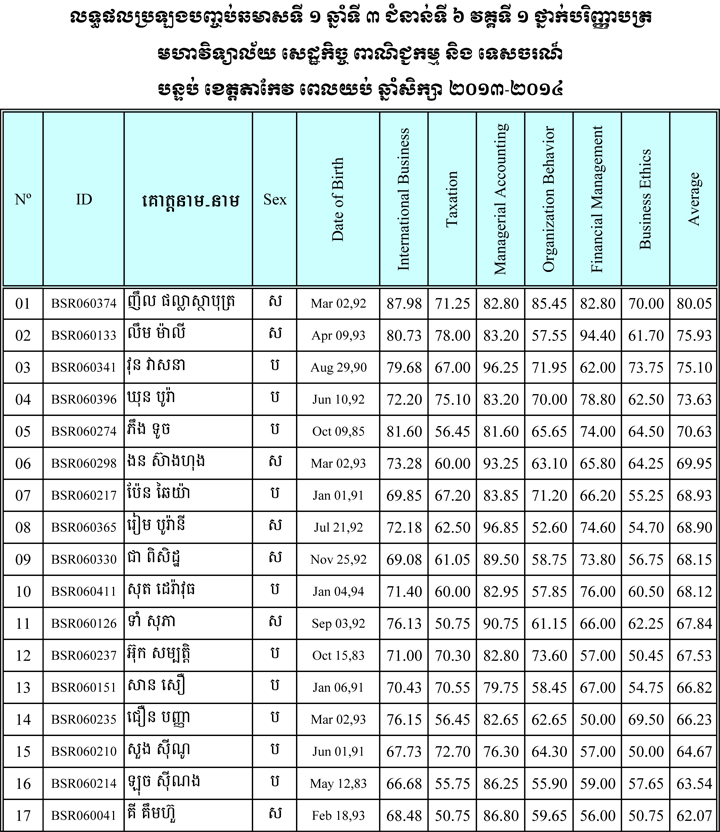 លទ្ធផលប្រឡងបញ្ចប់ឆមាសទី ១ ឆ្នាំទី ៣ ជំនាន់ទី ៦ វគ្គទី ១ ថ្នាក់បរិញ្ញាបត្រ
មហាវិទ្យាល័យ សេដ្ឋកិច្ច ពាណិជ្ជកម្ម និង ទេសចរណ៍
បន្ទប់ ខេត្តតាកែវ ពេលយប់ ឆ្នាំសិក្សា ២០១៣-២០១៤
Nº ID គោត្តនាម-នាម Sex Date of Birth International Business Taxation Managerial Accounting Organization Behavior Financial Management Business Ethics Average
01 BSR060374 ញឹល ផល្លាស្ថាបុត្រ ស Mar 02,92 87.98 71.25 82.80 85.45 82.80 70.00 80.05
02 BSR060133 លឹម ម៉ាលី ស Apr 09,93 80.73 78.00 83.20 57.55 94.40 61.70 75.93
03 BSR060341 វុន វាសនា ប Aug 29,90 79.68 67.00 96.25 71.95 62.00 73.75 75.10
04 BSR060396 ឃុន បូរ៉ា ប Jun 10,92 72.20 75.10 83.20 70.00 78.80 62.50 73.63
05 BSR060274 ភឹង ទូច ប Oct 09,85 81.60 56.45 81.60 65.65 74.00 64.50 70.63
06 BSR060298 ងន ស៊ាងហុង ស Mar 02,93 73.28 60.00 93.25 63.10 65.80 64.25 69.95
07 BSR060217 ប៉ែន ឆៃយ៉ា ប Jan 01,91 69.85 67.20 83.85 71.20 66.20 55.25 68.93
08 BSR060365 រៀម បូរ៉ានី ស Jul 21,92 72.18 62.50 96.85 52.60 74.60 54.70 68.90
09 BSR060330 ជា ពិសិដ្ឋ ស Nov 25,92 69.08 61.05 89.50 58.75 73.80 56.75 68.15
10 BSR060411 សុត ដេរ៉ាវុធ ប Jan 04,94 71.40 60.00 82.95 57.85 76.00 60.50 68.12
11 BSR060126 ទាំ សុភា ស Sep 03,92 76.13 50.75 90.75 61.15 66.00 62.25 67.84
12 BSR060237 អ៊ុក សម្បត្តិ ប Oct 15,83 71.00 70.30 82.80 73.60 57.00 50.45 67.53
13 BSR060151 សាន សឿ ប Jan 06,91 70.43 70.55 79.75 58.45 67.00 54.75 66.82
14 BSR060235 ជឿន បញ្ញា ប Mar 02,93 76.15 56.45 82.65 62.65 50.00 69.50 66.23
15 BSR060210 សួង ស៊ីណូ ប Jun 01,91 67.73 72.70 76.30 64.30 57.00 50.00 64.67
16 BSR060214 ឡុច ស៊ីណង ប May 12,83 66.68 55.75 86.25 55.90 59.00 57.65 63.54
17 BSR060041 គី គឹមហ៊ួ ស Feb 18,93 68.48 50.75 86.80 59.65 56.00 50.75 62.07